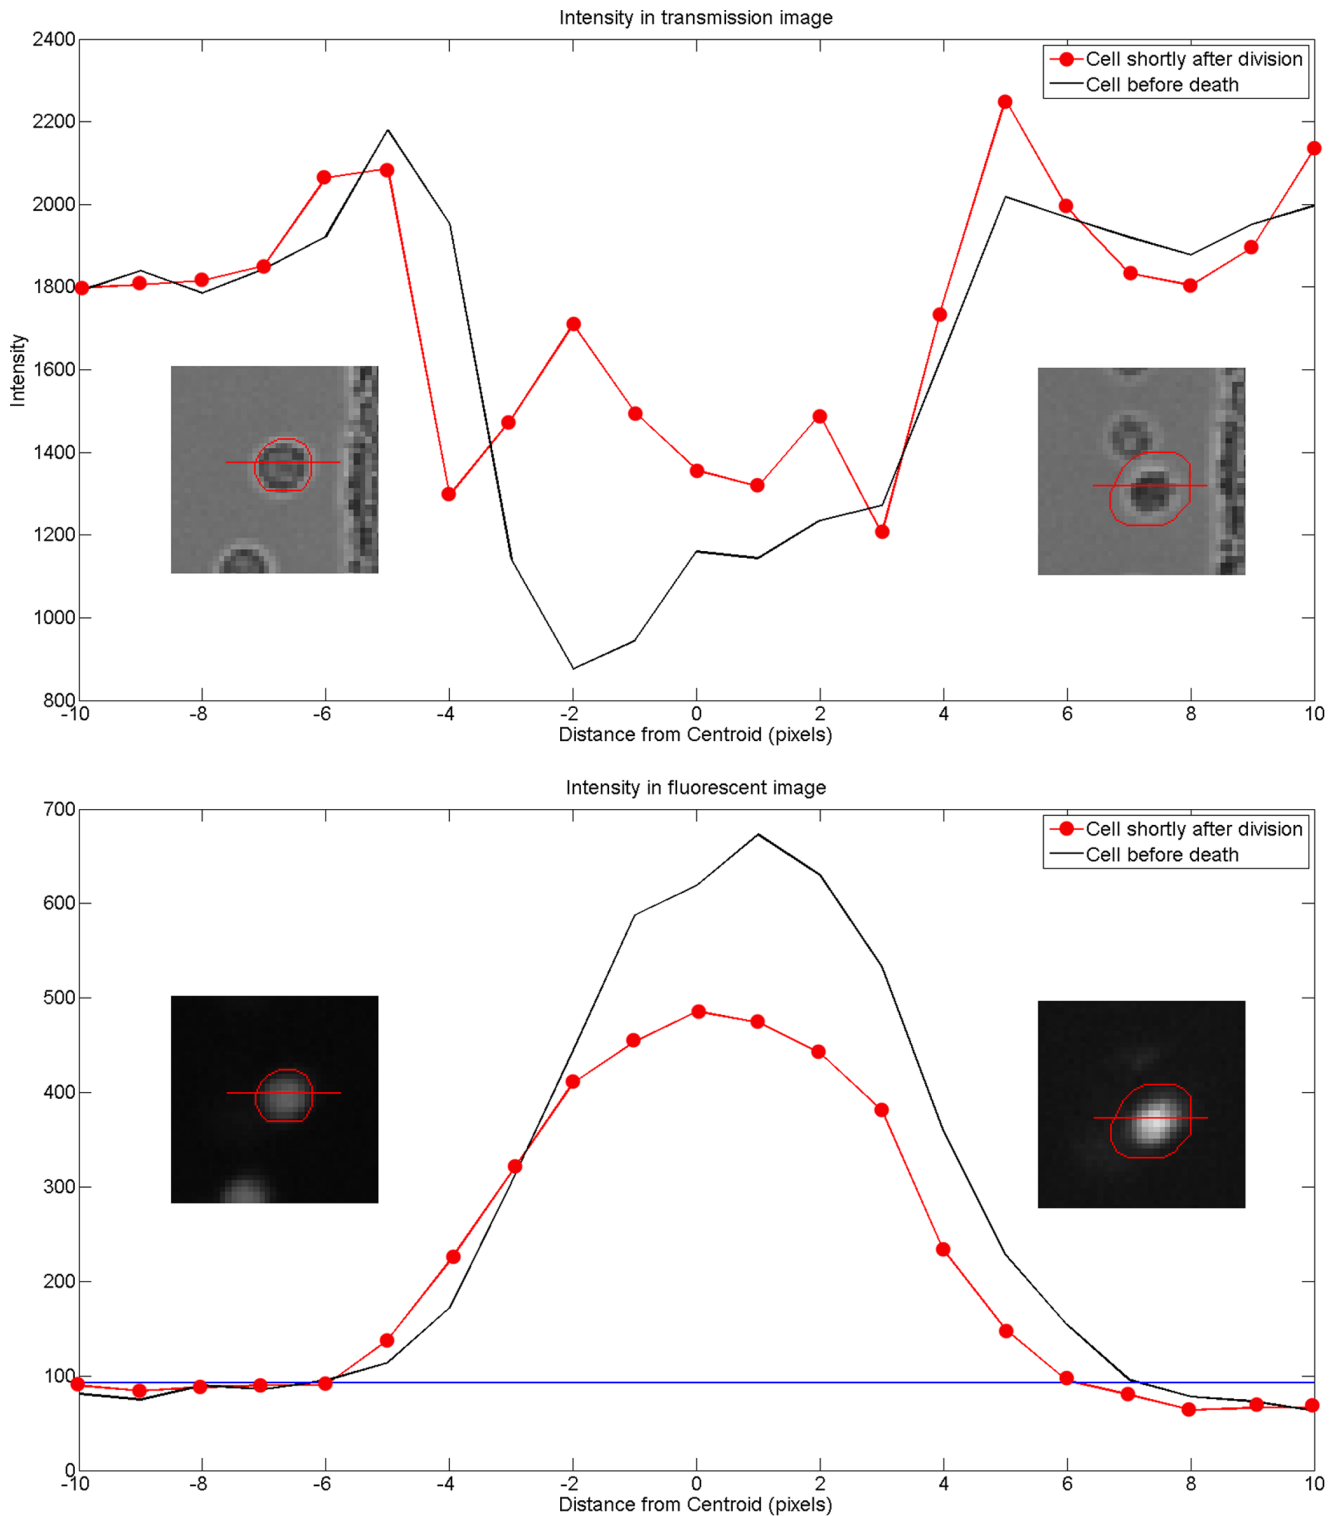 Intensity in transmission image
2400
2200
2000
1800
1600
1400
1200
1000
800
Intensity
Cell shortly after division
Cell before death
-10 -8 -6 -4 -2 0 2 4 6 8 10
Distance from Centroid (pixels)
Intensity in fluorescent image
700
600
500
400
300
200
100
0
Cell shortly after division
Cell before death
-10 -8 -6 -4 -2 0 2 4 6 8 10
Distance from Centroid (pixels)